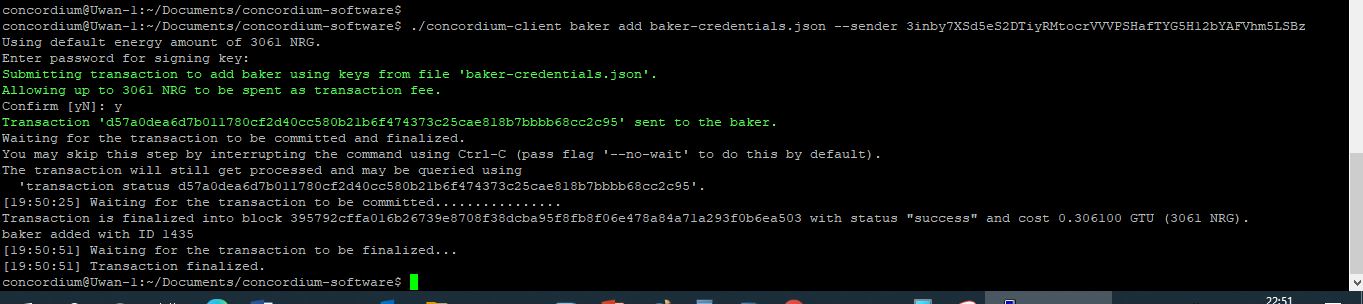 concordium@Uwan-1:~/Documents/concordium-software$
concordium@Uwan-1:~/Documents/concordium-software$ ./concordium-client baker add baker-credentials.json --sender 3inby7XSd5eS2DTiyRMtocrVVVPSHafTYG5H12bYAFVhm5LSBz
Using default energy amount of 3061 NRG.
Enter password for signing key:
Submitting transaction to add baker using keys from file 'baker-credentials.json'.
Allowing up to 3061 NRG to be spent as transaction fee.
Confirm [yN]: y
Transaction 'd57a0dea6d7b011780cf2d40cc580b21b6f474373c25cae818b7bbbb68cc2c95' sent to the baker.
Waiting for the transaction to be committed and finalized.
You may skip this step by interrupting the command using Ctrl-C (pass flag '--no-wait' to do this by default).
The transaction will still get processed and may be queried using
'transaction status d57a0dea6d7b011780cf2d40cc580b21b6f474373c25cae818b7bbbb68cc2c95'.
[19:50:25] Waiting for the transaction to be committed................
Transaction is finalized into block 395792cffa016b26739e8708f38dcba95f8fb8f06e478a84a71a293f0b6ea503 with status "success" and cost 0.306100 GTU (3061 NRG).
baker added with ID 1435
[19:50:51] Waiting for the transaction to be finalized...
[19:50:51] Transaction finalized.
concordium@Uwan-1:~/Documents/concordium-software$
22:51